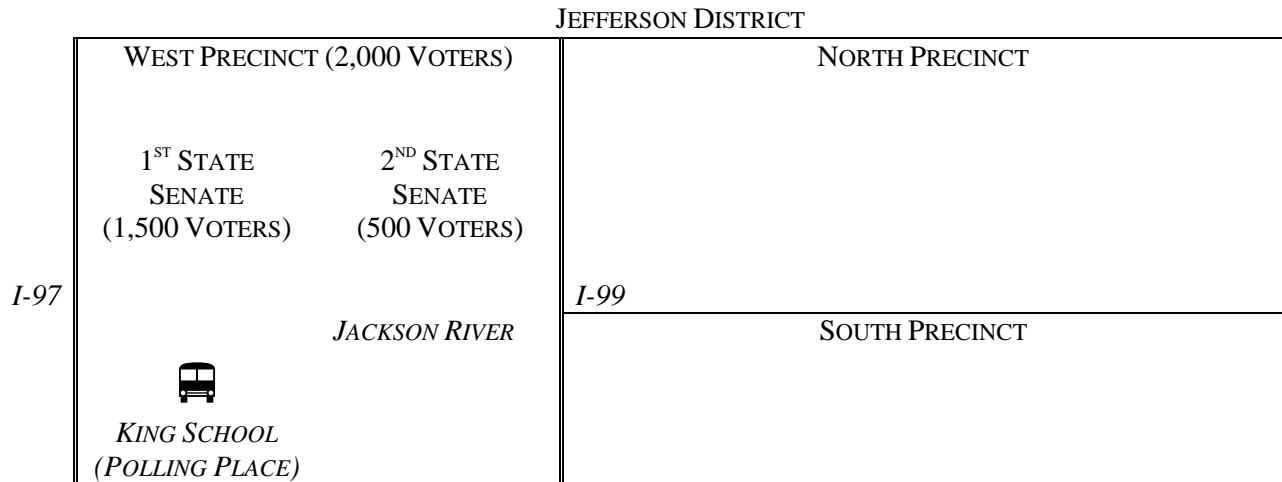 JEFFERSON DISTRICT
WEST PRECINCT (2,000 VOTERS)
NORTH PRECINCT
1ST STATE
SENATE
(1,500 VOTERS)
2ND STATE
SENATE
(500 VOTERS)
I-97
I-99
JACKSON RIVER
SOUTH PRECINCT
KING SCHOOL
(POLLING PLACE)